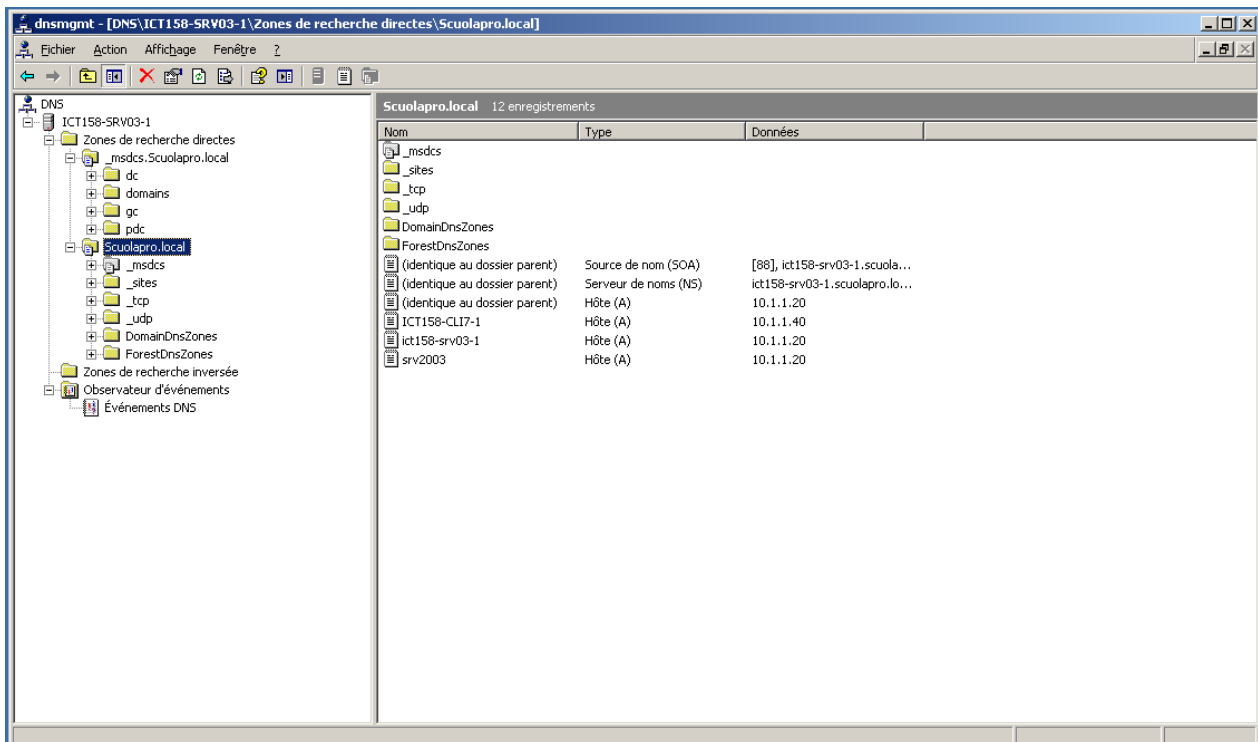 dnsmgmt - [DNS\ICT158-SRV03-1\Zones de recherche directes\Scuolapro.local]
Fichier Action Affichage Fenêtre ?
DNS
ICT158-SRV03-1
Zones de recherche directes
_msdcs.Scuolapro.local
dc
domains
gc
pdc
Scuolapro.local
_msdcs
_sites
_tcp
_udp
DomainDnsZones
ForestDnsZones
Zones de recherche inversée
Observateur d'événements
Événements DNS
Scuolapro.local 12 enregistrements
Nom Type Données
_msdcs
_sites
_tcp
_udp
DomainDnsZones
ForestDnsZones
(identique au dossier parent) Source de nom (SOA) [88], ict158-srv03-1.scuola...
(identique au dossier parent) Serveur de noms (NS) ict158-srv03-1.scuolapro.lo...
(identique au dossier parent) Hôte (A) 10.1.1.20
ICT158-CLI7-1 Hôte (A) 10.1.1.40
ict158-srv03-1 Hôte (A) 10.1.1.20
srv2003 Hôte (A) 10.1.1.20